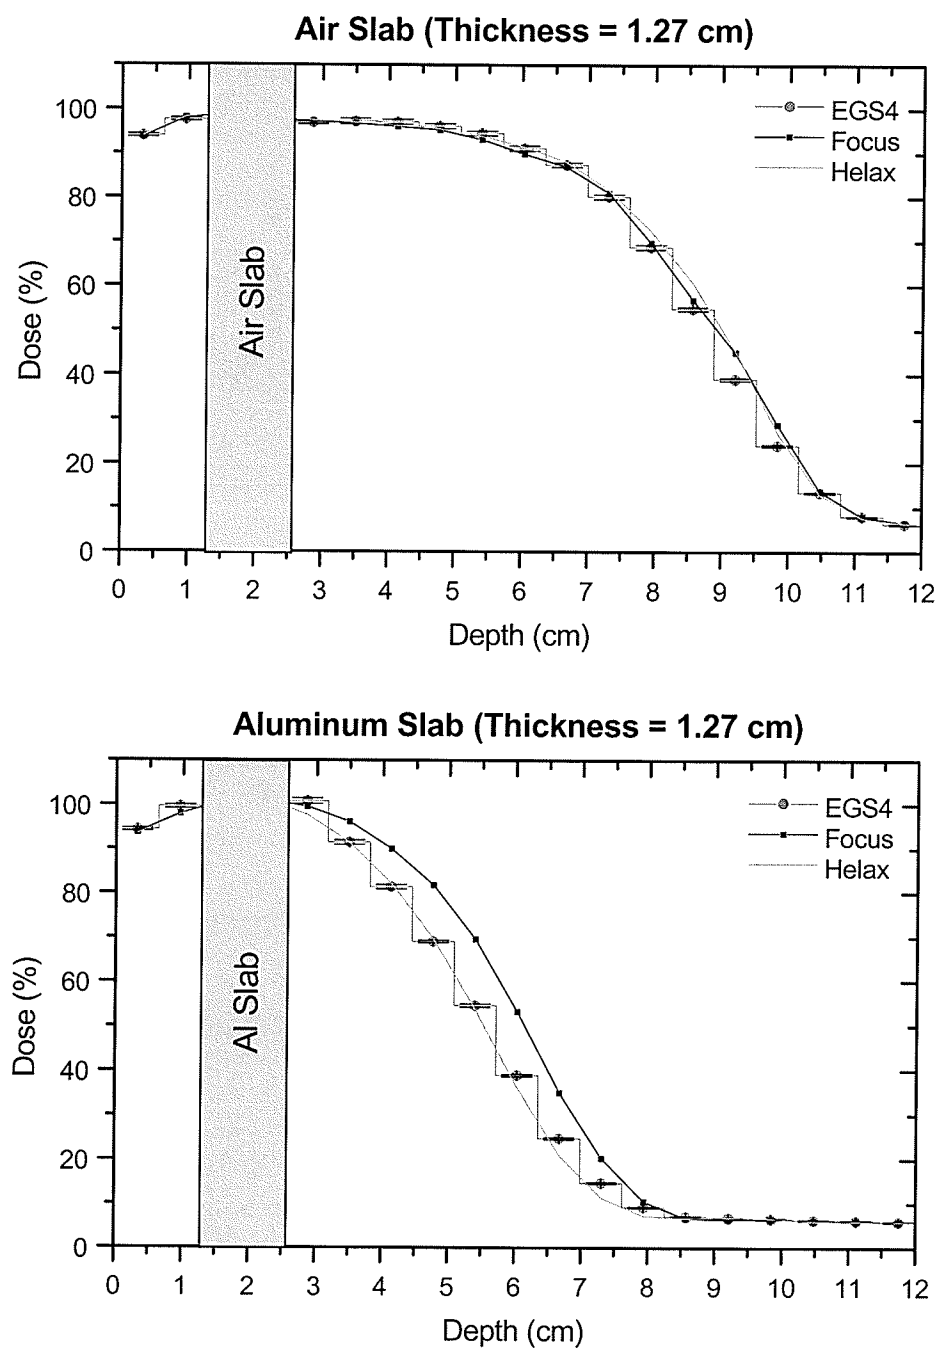 Air Slab (Thickness = 1.27 cm)
100
80
60
40
20
0
Dose (%)
Air Slab
EGS4
Focus
Helax
0 1 2 3 4 5 6 7 8 9 10 11 12
Depth (cm)
Aluminum Slab (Thickness = 1.27 cm)
100
80
60
40
20
0
Dose (%)
Al Slab
EGS4
Focus
Helax
0 1 2 3 4 5 6 7 8 9 10 11 12
Depth (cm)